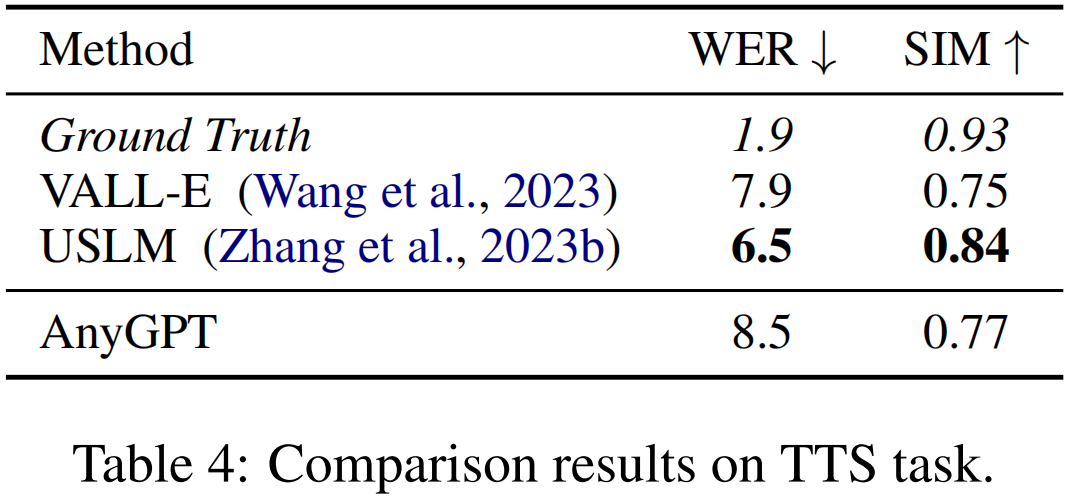 Method WER ↓ SIM ↑
Ground Truth 1.9 0.93
VALL-E (Wang et al., 2023) 7.9 0.75
USLM (Zhang et al., 2023b) 6.5 0.84
AnyGPT 8.5 0.77
Table 4: Comparison results on TTS task.